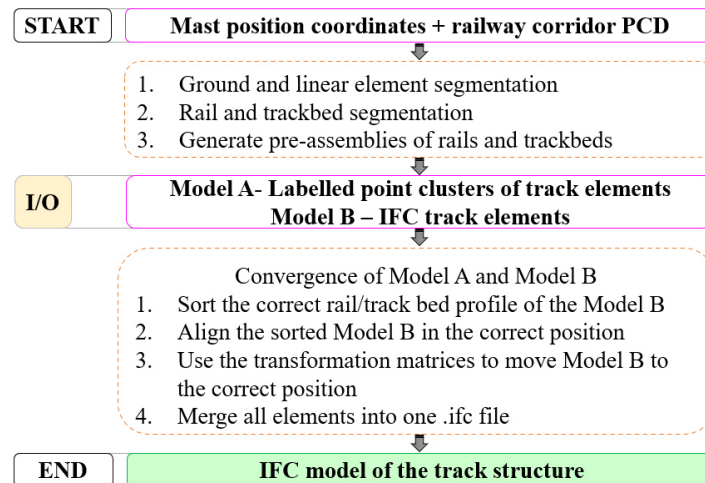 START
Mast position coordinates + railway corridor PCD
1. Ground and linear element segmentation
2. Rail and trackbed segmentation
3. Generate pre-assemblies of rails and trackbeds
I/O
Model A- Labelled point clusters of track elements
Model B – IFC track elements
Convergence of Model A and Model B
1. Sort the correct rail/track bed profile of the Model B
2. Align the sorted Model B in the correct position
3. Use the transformation matrices to move Model B to
the correct position
4. Merge all elements into one .ifc file
END
IFC model of the track structure